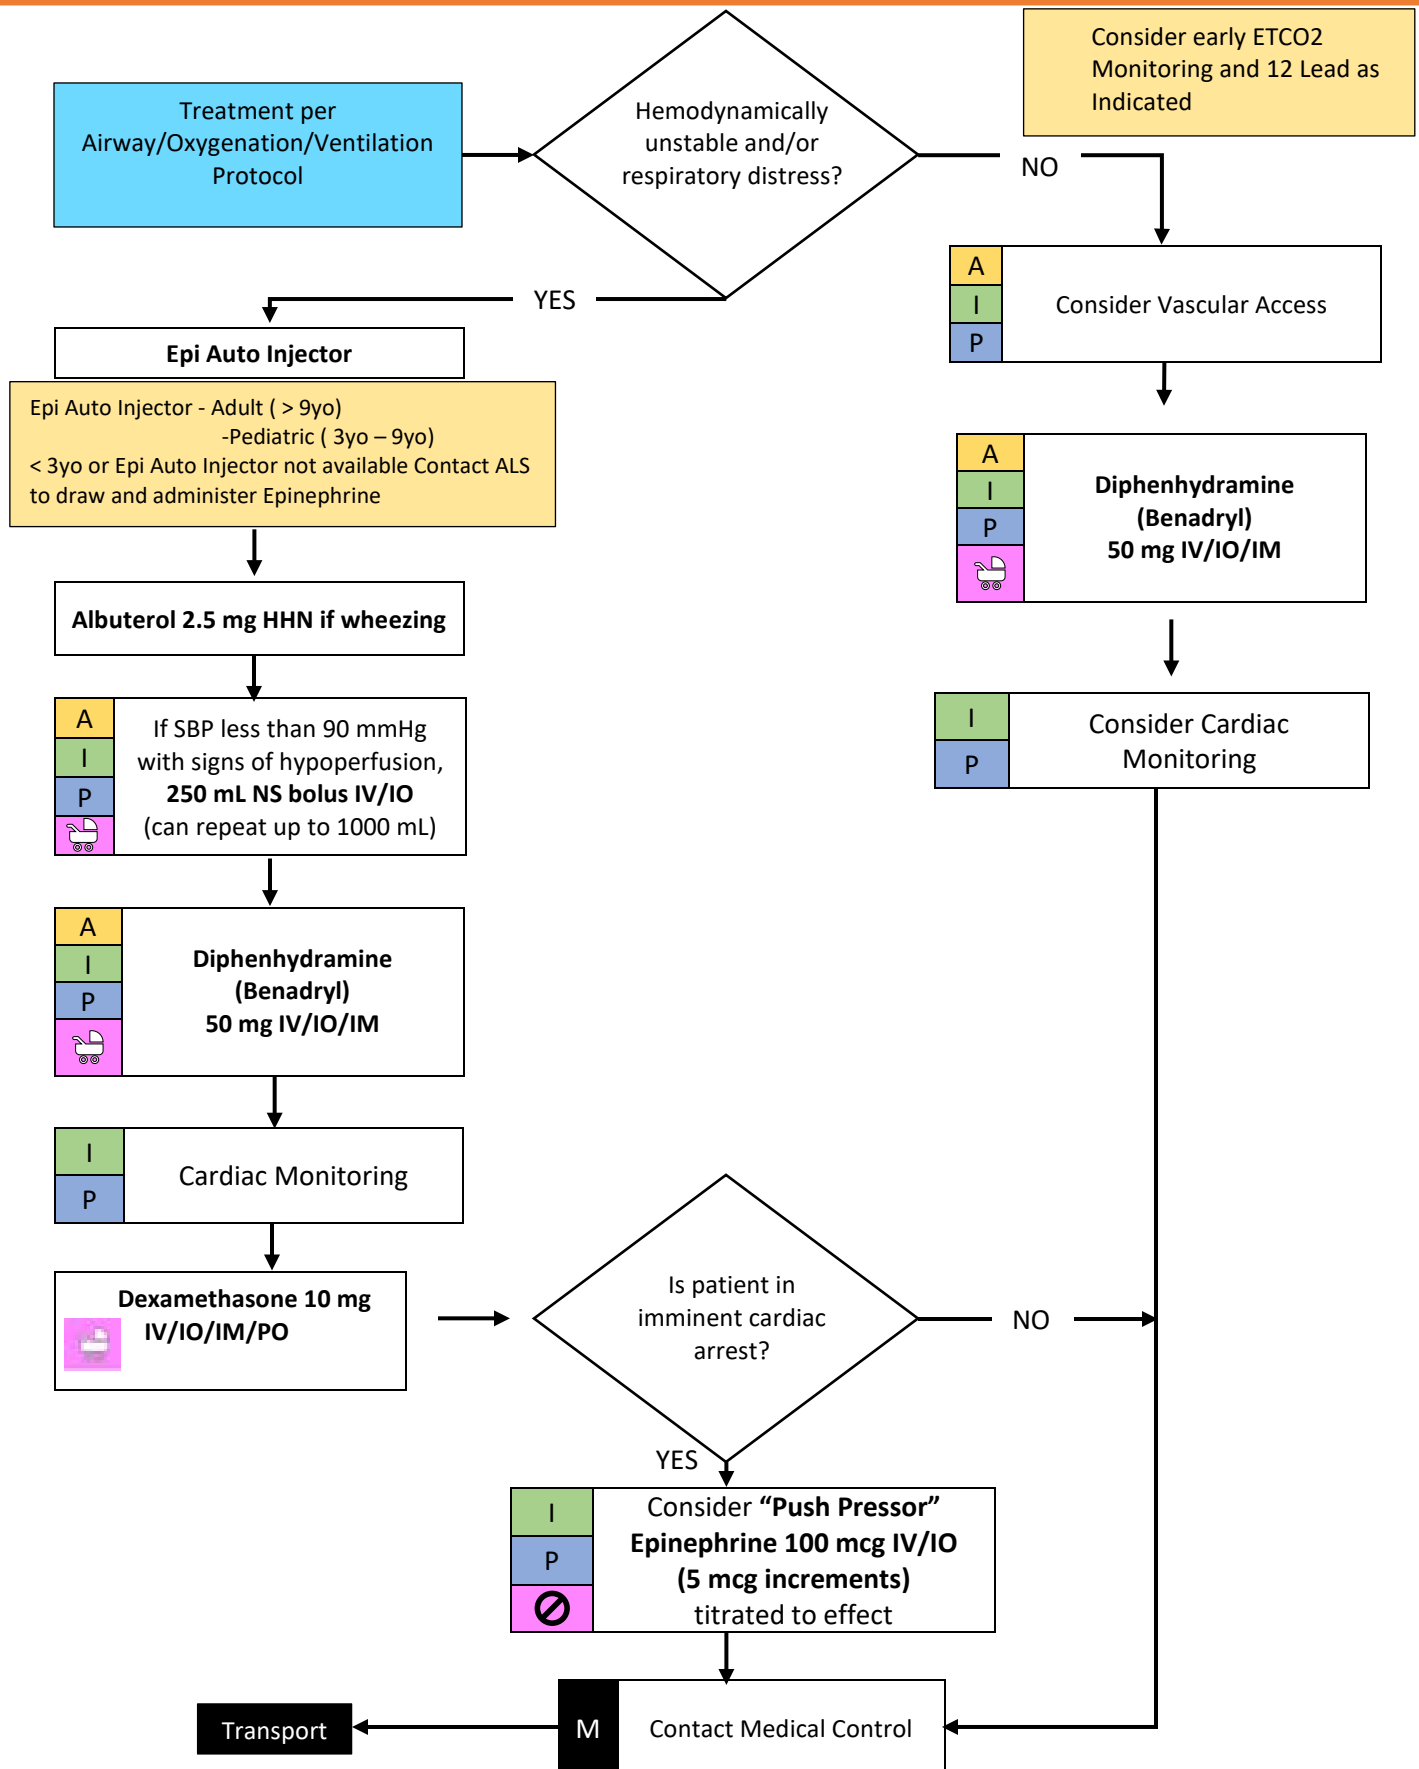 Consider early ETCO2
Monitoring and 12 Lead as
Indicated
Treatment per
Airway/Oxygenation/Ventilation
Protocol
Hemodynamically
unstable and/or
respiratory distress?
NO
YES
A
I
P
Consider Vascular Access
Epi Auto Injector
Epi Auto Injector - Adult ( > 9yo)
-Pediatric ( 3yo – 9yo)
< 3yo or Epi Auto Injector not available Contact ALS
to draw and administer Epinephrine
A
I
P
Diphenhydramine
(Benadryl)
50 mg IV/IO/IM
Albuterol 2.5 mg HHN if wheezing
A
I
P
If SBP less than 90 mmHg
with signs of hypoperfusion,
250 mL NS bolus IV/IO
(can repeat up to 1000 mL)
I
P
Consider Cardiac
Monitoring
A
I
P
Diphenhydramine
(Benadryl)
50 mg IV/IO/IM
I
P
Cardiac Monitoring
Dexamethasone 10 mg
IV/IO/IM/PO
Is patient in
imminent cardiac
arrest?
NO
YES
I
P
Consider “Push Pressor”
Epinephrine 100 mcg IV/IO
(5 mcg increments)
titrated to effect
M
Contact Medical Control
Transport